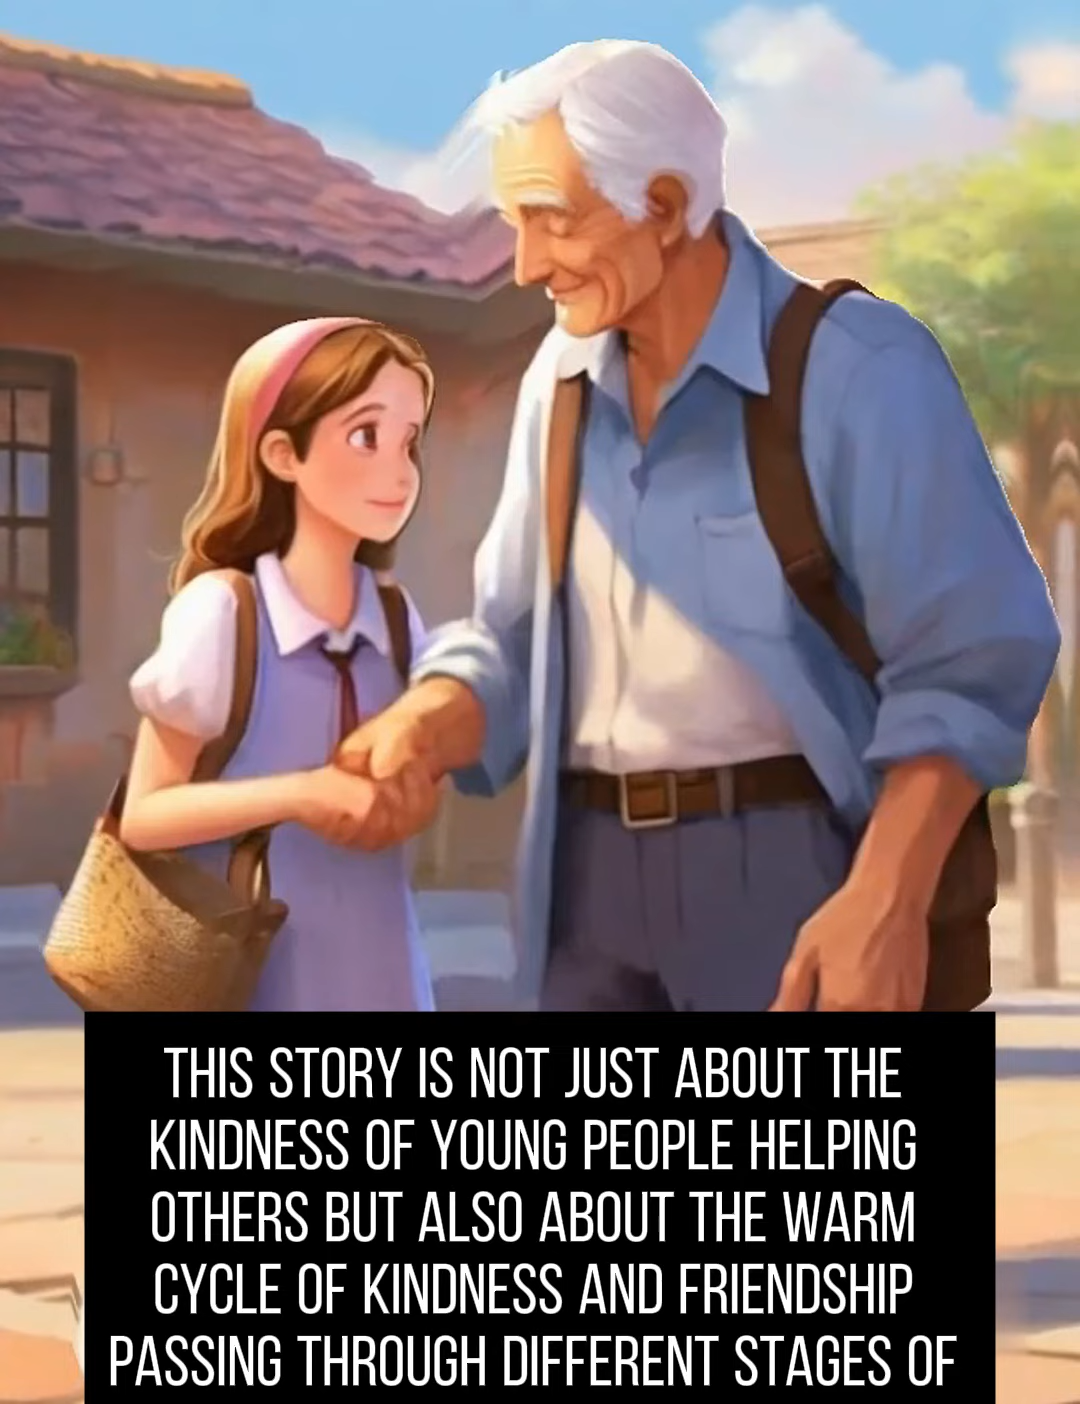 THIS STORY IS NOT JUST ABOUT THE
KINDNESS OF YOUNG PEOPLE HELPING
OTHERS BUT ALSO ABOUT THE WARM
CYCLE OF KINDNESS AND FRIENDSHIP
PASSING THROUGH DIFFERENT STAGES OF